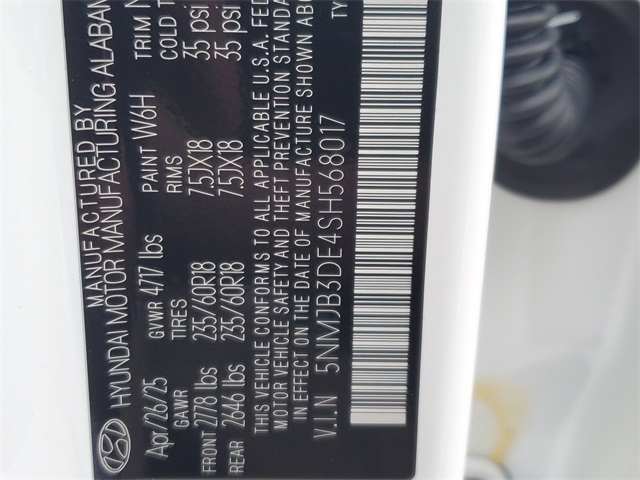 MANUFACTURED BY
HYUNDAI MOTOR MANUFACTURING ALABAM
Apr/26/25 GVWR 4717 lbs PAINT W6H TRIM N
GAWR TIRES RIMS COLD T
FRONT 2778 lbs 235/60R18 7.5JX18 35 psi
REAR 2646 lbs 235/60R18 7.5JX18 35 psi
THIS VEHICLE CONFORMS TO ALL APPLICABLE U.S.A. FED
MOTOR VEHICLE SAFETY AND THEFT PREVENTION STANDA
IN EFFECT ON THE DATE OF MANUFACTURE SHOWN ABO
V.I.N 5NMJB3DE4SH568017 TY